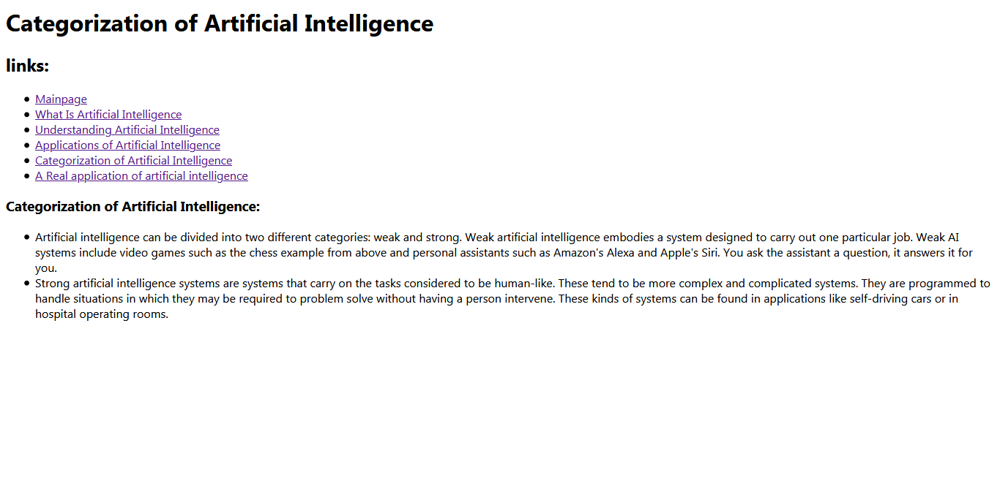 Categorization of Artificial Intelligence
links:
Mainpage
What Is Artificial Intelligence
Understanding Artificial Intelligence
Applications of Artificial Intelligence
Categorization of Artificial Intelligence
A Real application of artificial intelligence
Categorization of Artificial Intelligence:
Artificial intelligence can be divided into two different categories: weak and strong. Weak artificial intelligence embodies a system designed to carry out one particular job. Weak AI
systems include video games such as the chess example from above and personal assistants such as Amazon's Alexa and Apple's Siri. You ask the assistant a question, it answers it for
you.
Strong artificial intelligence systems are systems that carry on the tasks considered to be human-like. These tend to be more complex and complicated systems. They are programmed to
handle situations in which they may be required to problem solve without having a person intervene. These kinds of systems can be found in applications like self-driving cars or in
hospital operating rooms.